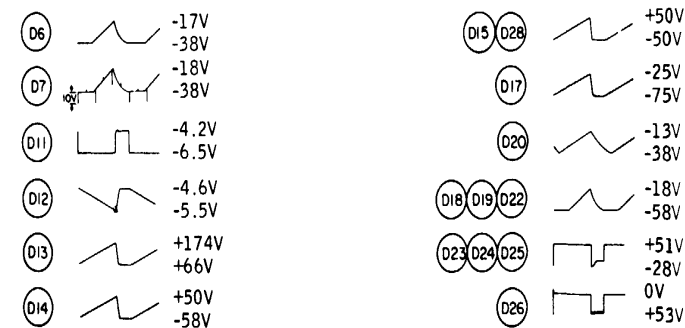 D6 -17V
-38V
D7 10V -18V
-38V
D11 -4.2V
-6.5V
D12 -4.6V
-5.5V
D13 +174V
+66V
D14 +50V
-58V
D15 D28 +50V
-50V
D17 -25V
-75V
D20 -13V
-38V
D18 D19 D22 -18V
-58V
D23 D24 D25 +51V
-28V
D26 0V
+53V